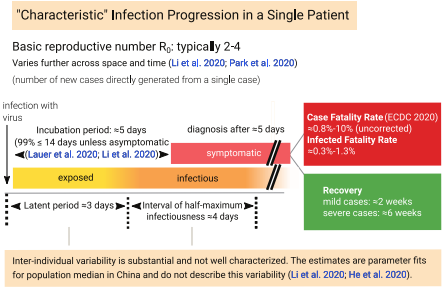 "Characteristic" Infection Progression in a Single Patient
Basic reproductive number R₀: typically 2-4
Varies further across space and time (Li et al. 2020; Park et al. 2020)
(number of new cases directly generated from a single case)
infection with
virus
Incubation period: ≈5 days
(99% ≤ 14 days unless asymptomatic
(Lauer et al. 2020; Li et al. 2020)
diagnosis after ≈5 days
symptomatic
exposed
infectious
Latent period ≈3 days
Interval of half-maximum
infectiousness ≈4 days
Case Fatality Rate (ECDC 2020)
≈0.8%-10% (uncorrected)
Infected Fatality Rate
≈0.3%-1.3%
Recovery
mild cases: ≈2 weeks
severe cases: ≈6 weeks
Inter-individual variability is substantial and not well characterized. The estimates are parameter fits
for population median in China and do not describe this variability (Li et al. 2020; He et al. 2020).